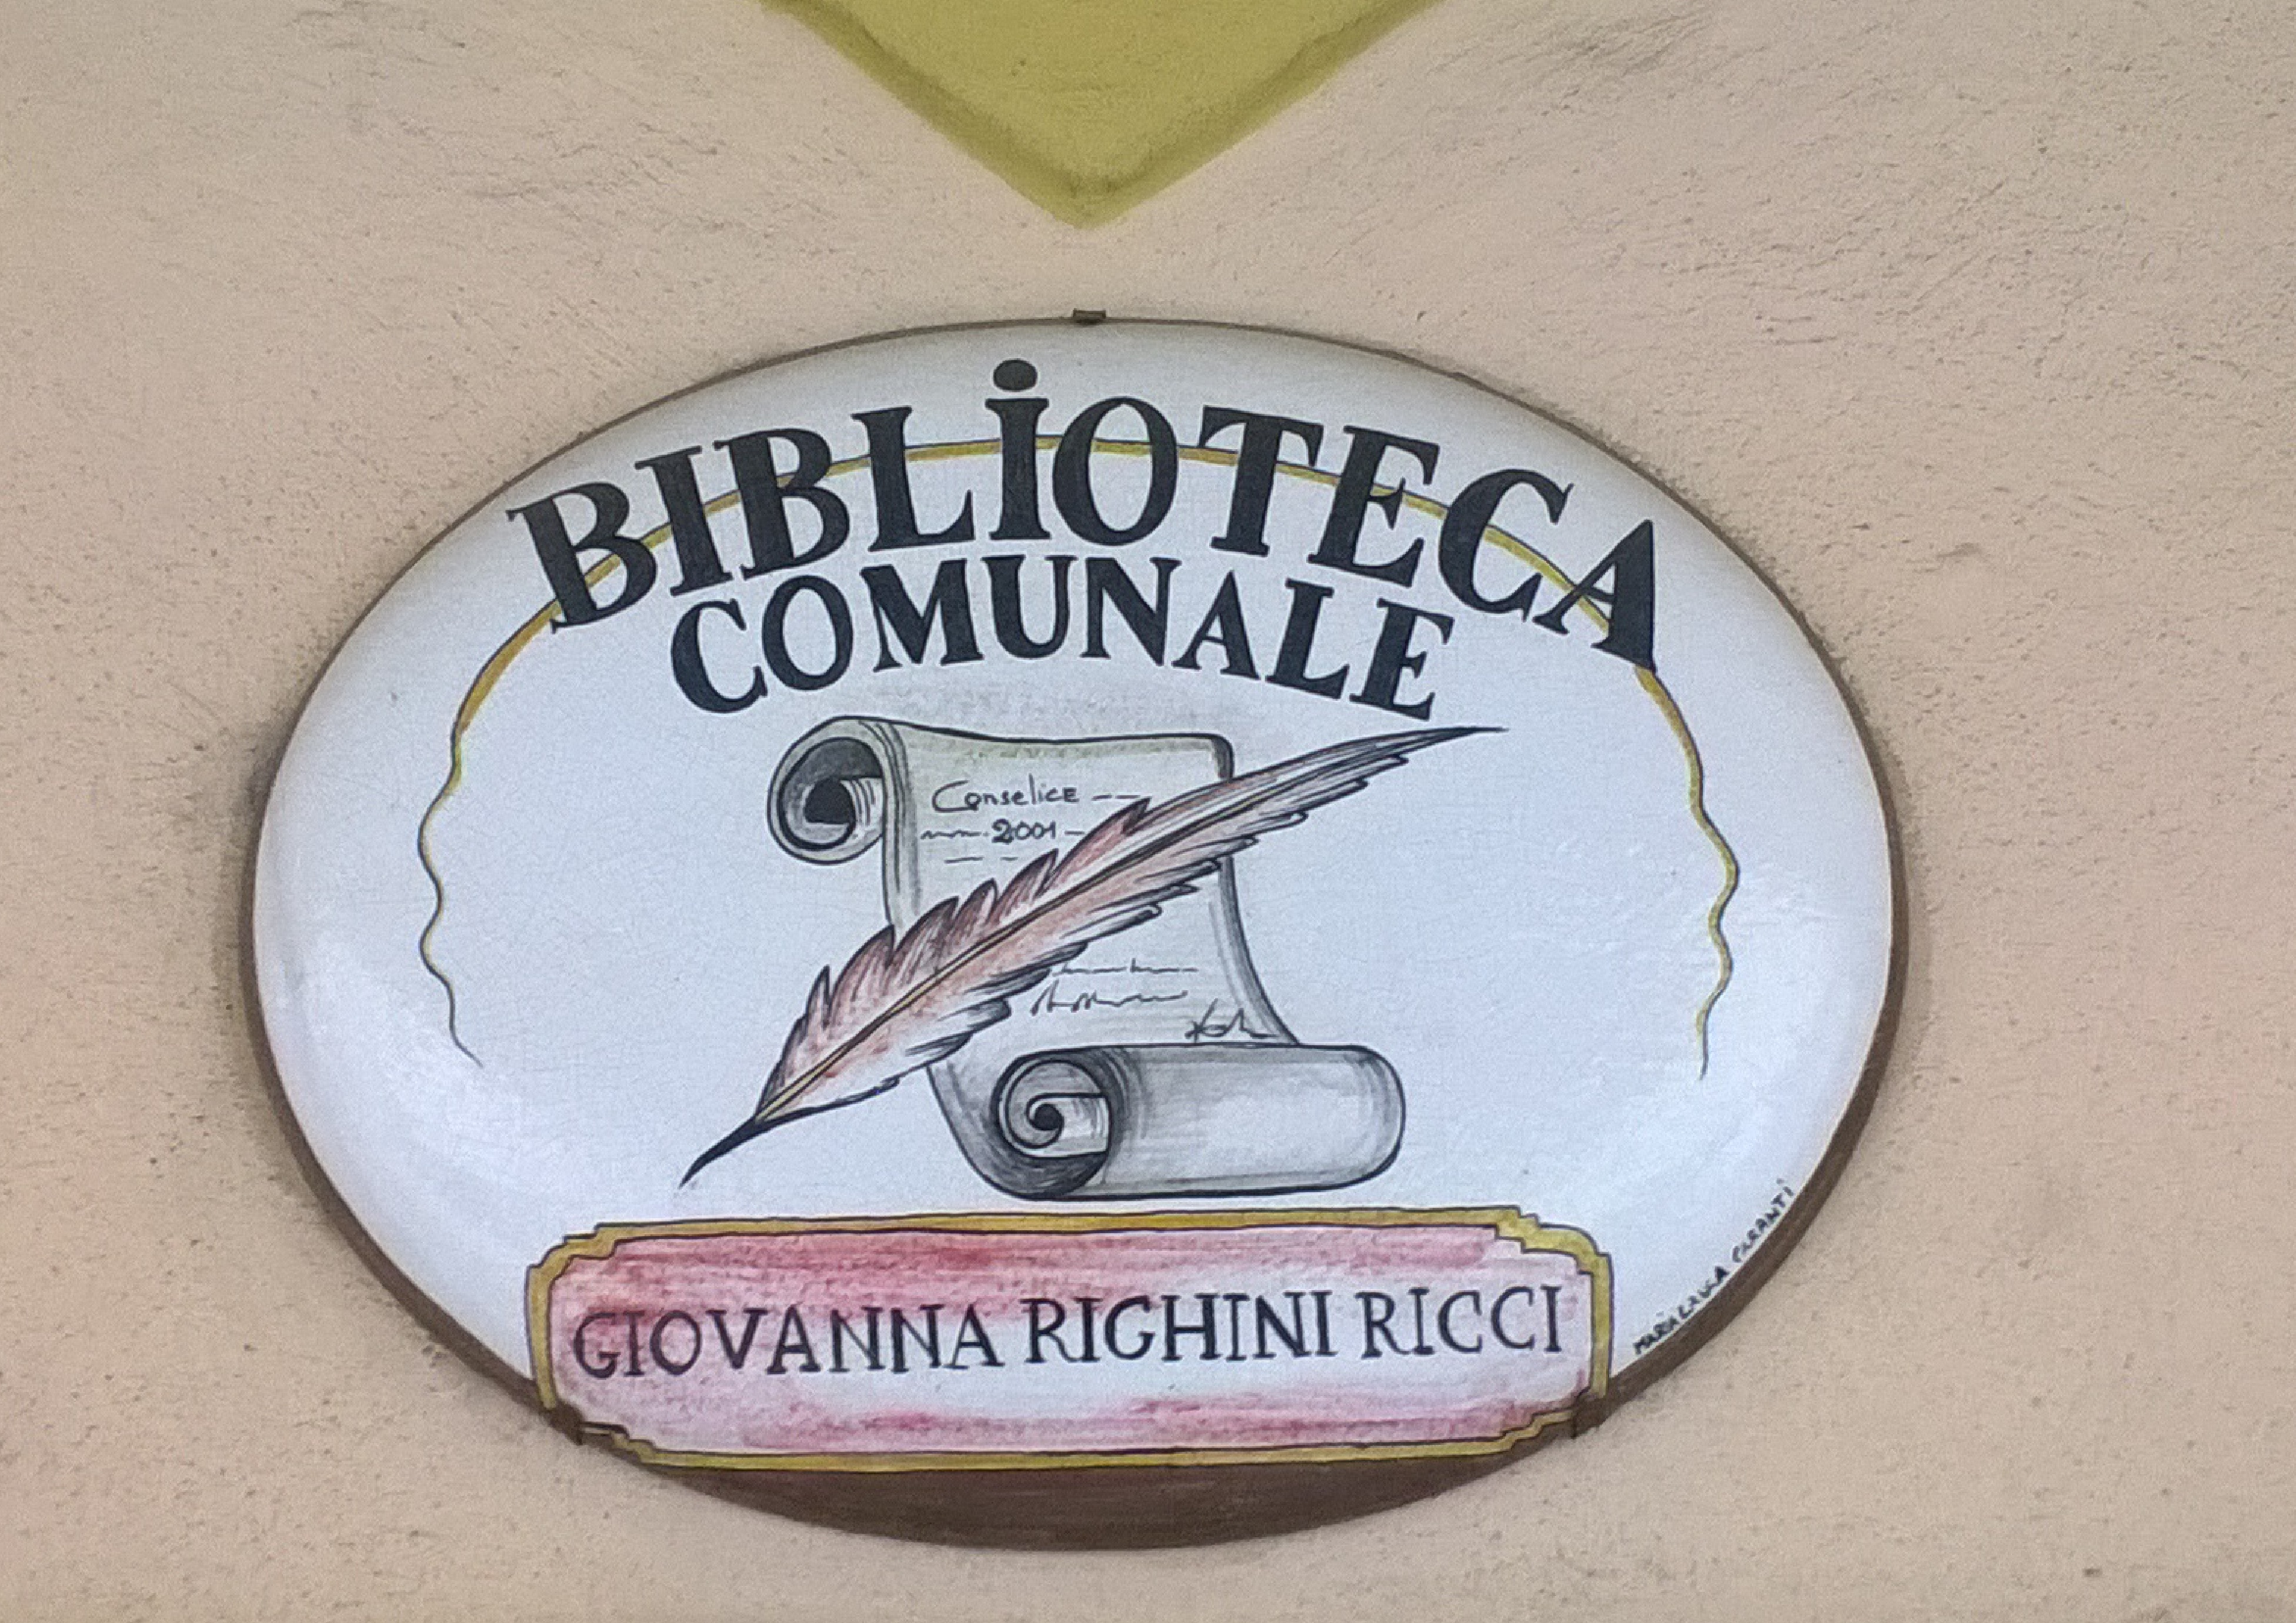 BIBLiOTECA
COMUNALE
Conselice
2001
GIOVANNA RIGHINI RICCI